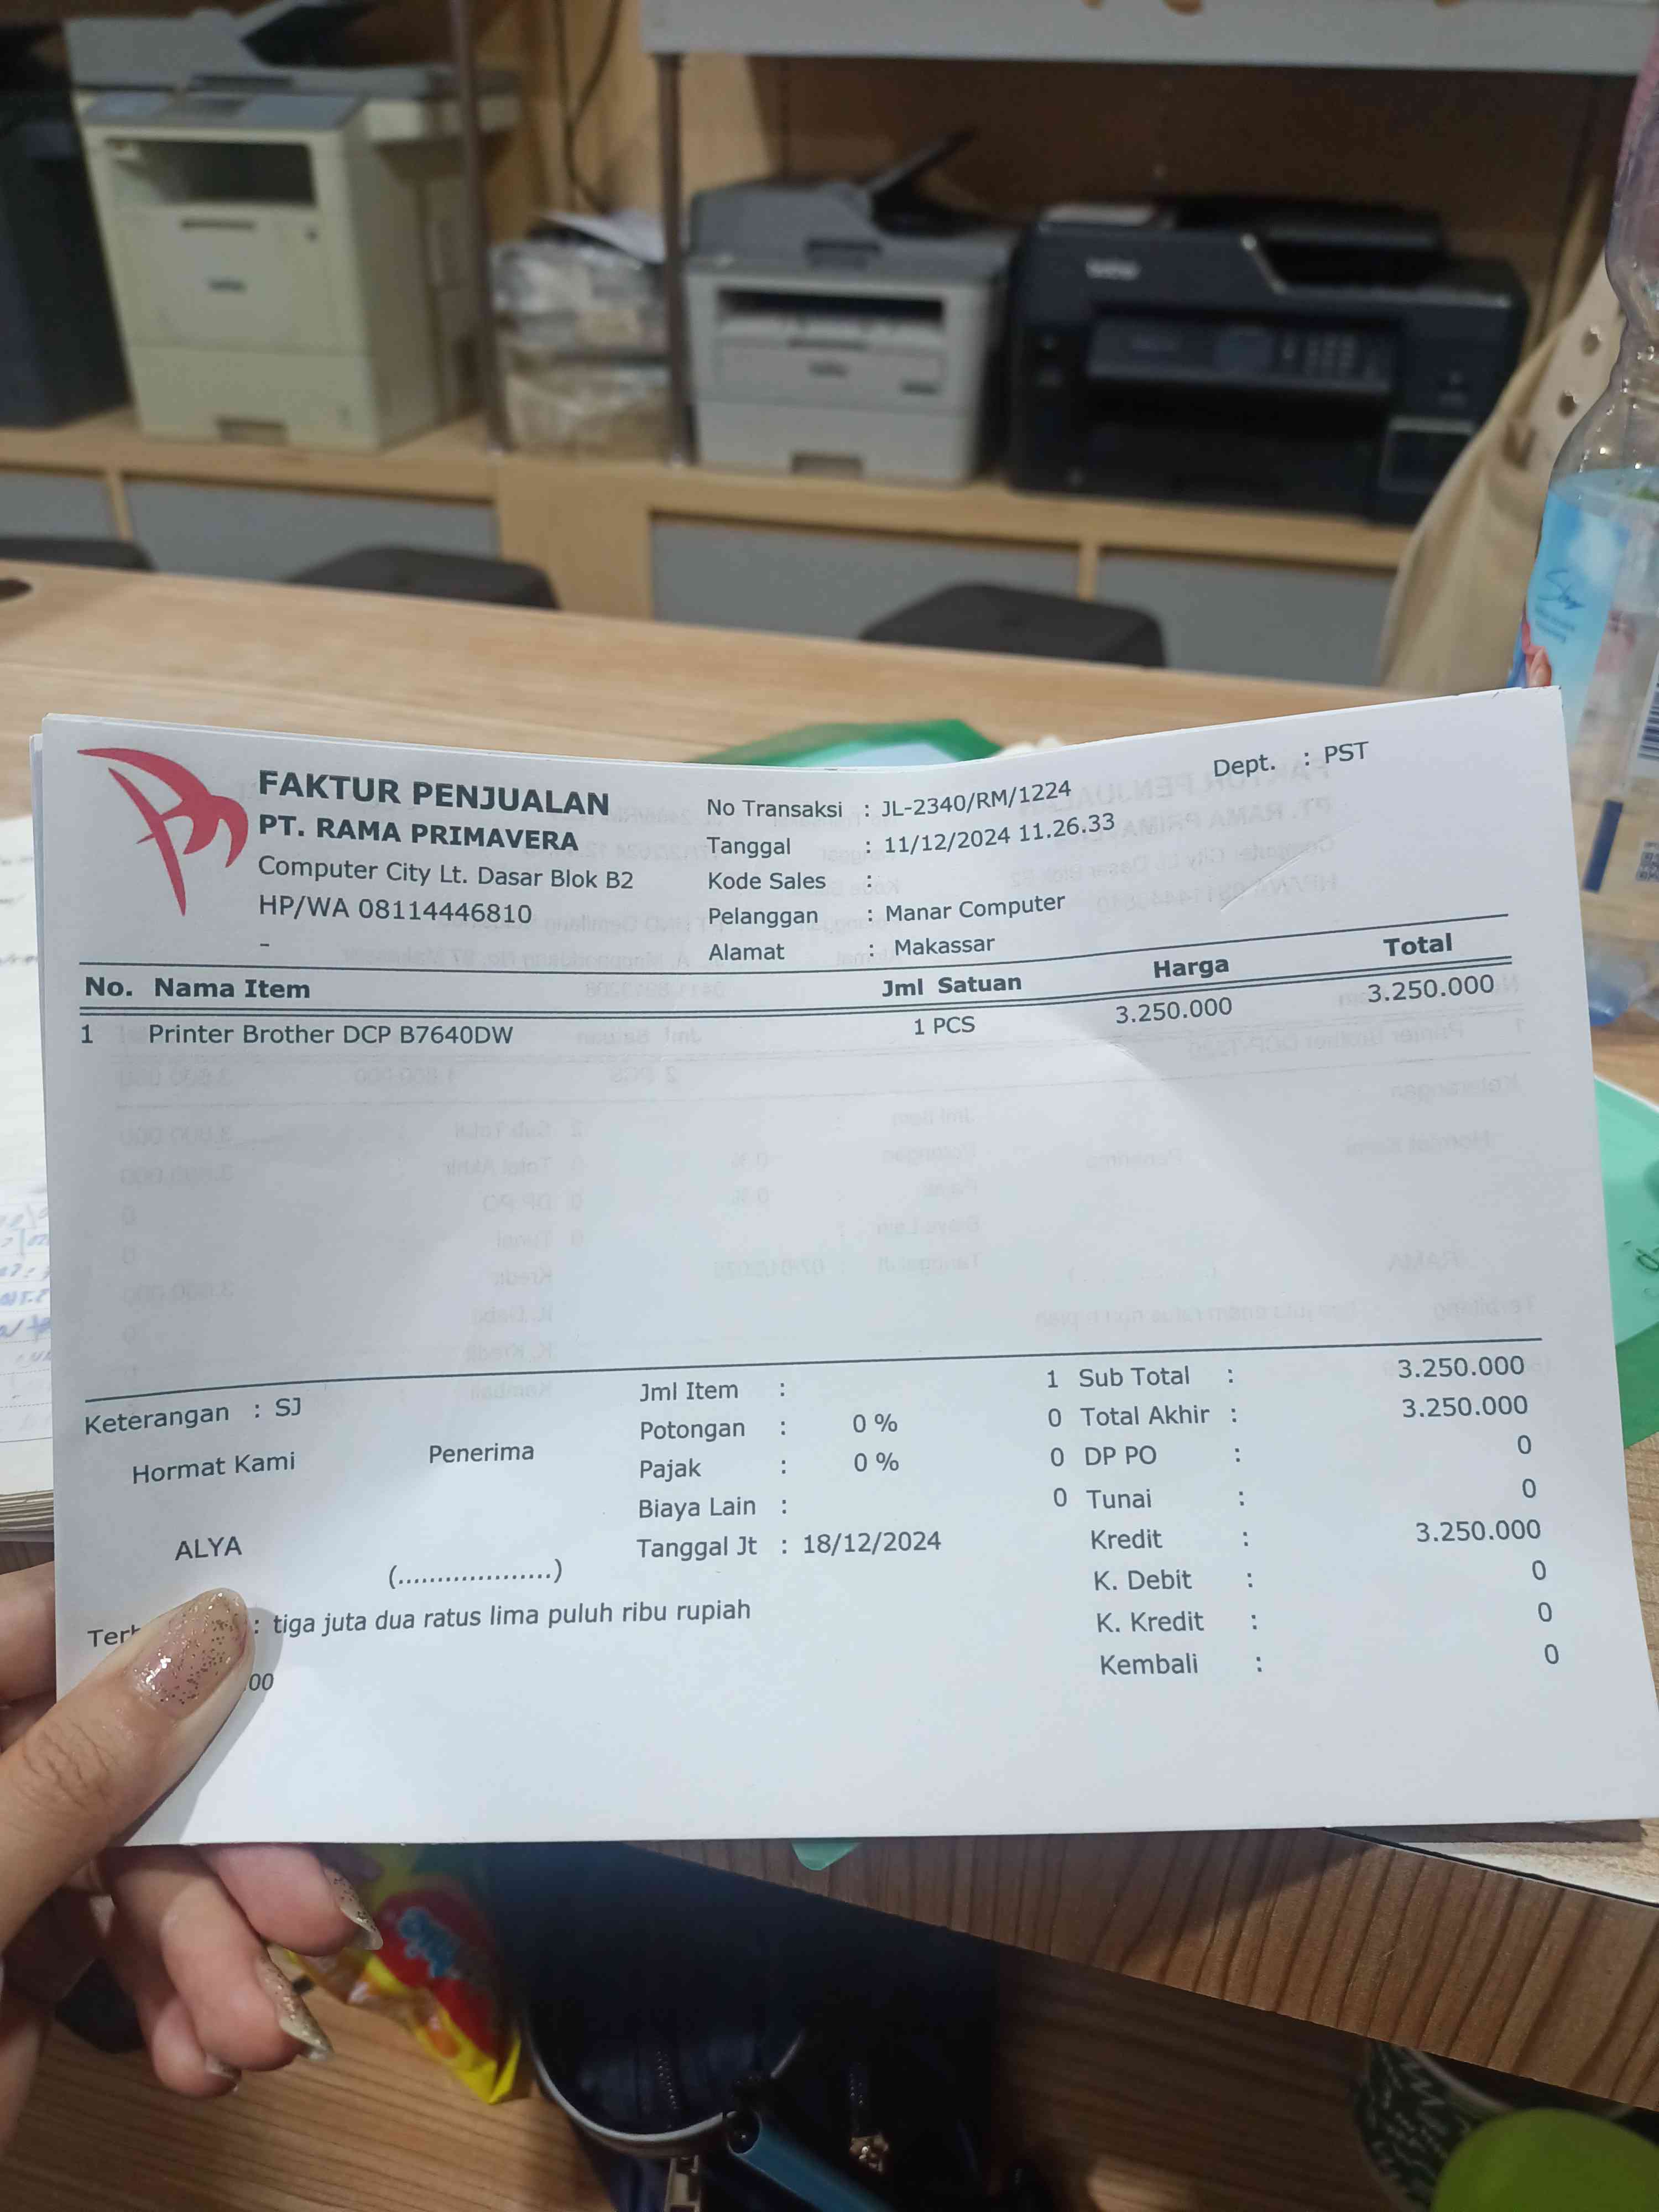 brother
FAKTUR PENJUALAN
PT. RAMA PRIMAVERA
Computer City Lt. Dasar Blok B2
HP/WA 08114446810
-
Dept. : PST
No Transaksi : JL-2340/RM/1224
Tanggal : 11/12/2024 11.26.33
Kode Sales :
Pelanggan : Manar Computer
Alamat : Makassar
No. Nama Item Jml Satuan Harga Total
1 Printer Brother DCP B7640DW 1 PCS 3.250.000 3.250.000
Keterangan : SJ
Hormat Kami Penerima
ALYA
(...................)
: tiga juta dua ratus lima puluh ribu rupiah
Jml Item : 1
Potongan : 0 % 0
Pajak : 0 % 0
Biaya Lain : 0
Tanggal Jt : 18/12/2024
Sub Total : 3.250.000
Total Akhir : 3.250.000
DP PO : 0
Tunai : 0
Kredit : 3.250.000
K. Debit : 0
K. Kredit : 0
Kembali : 0